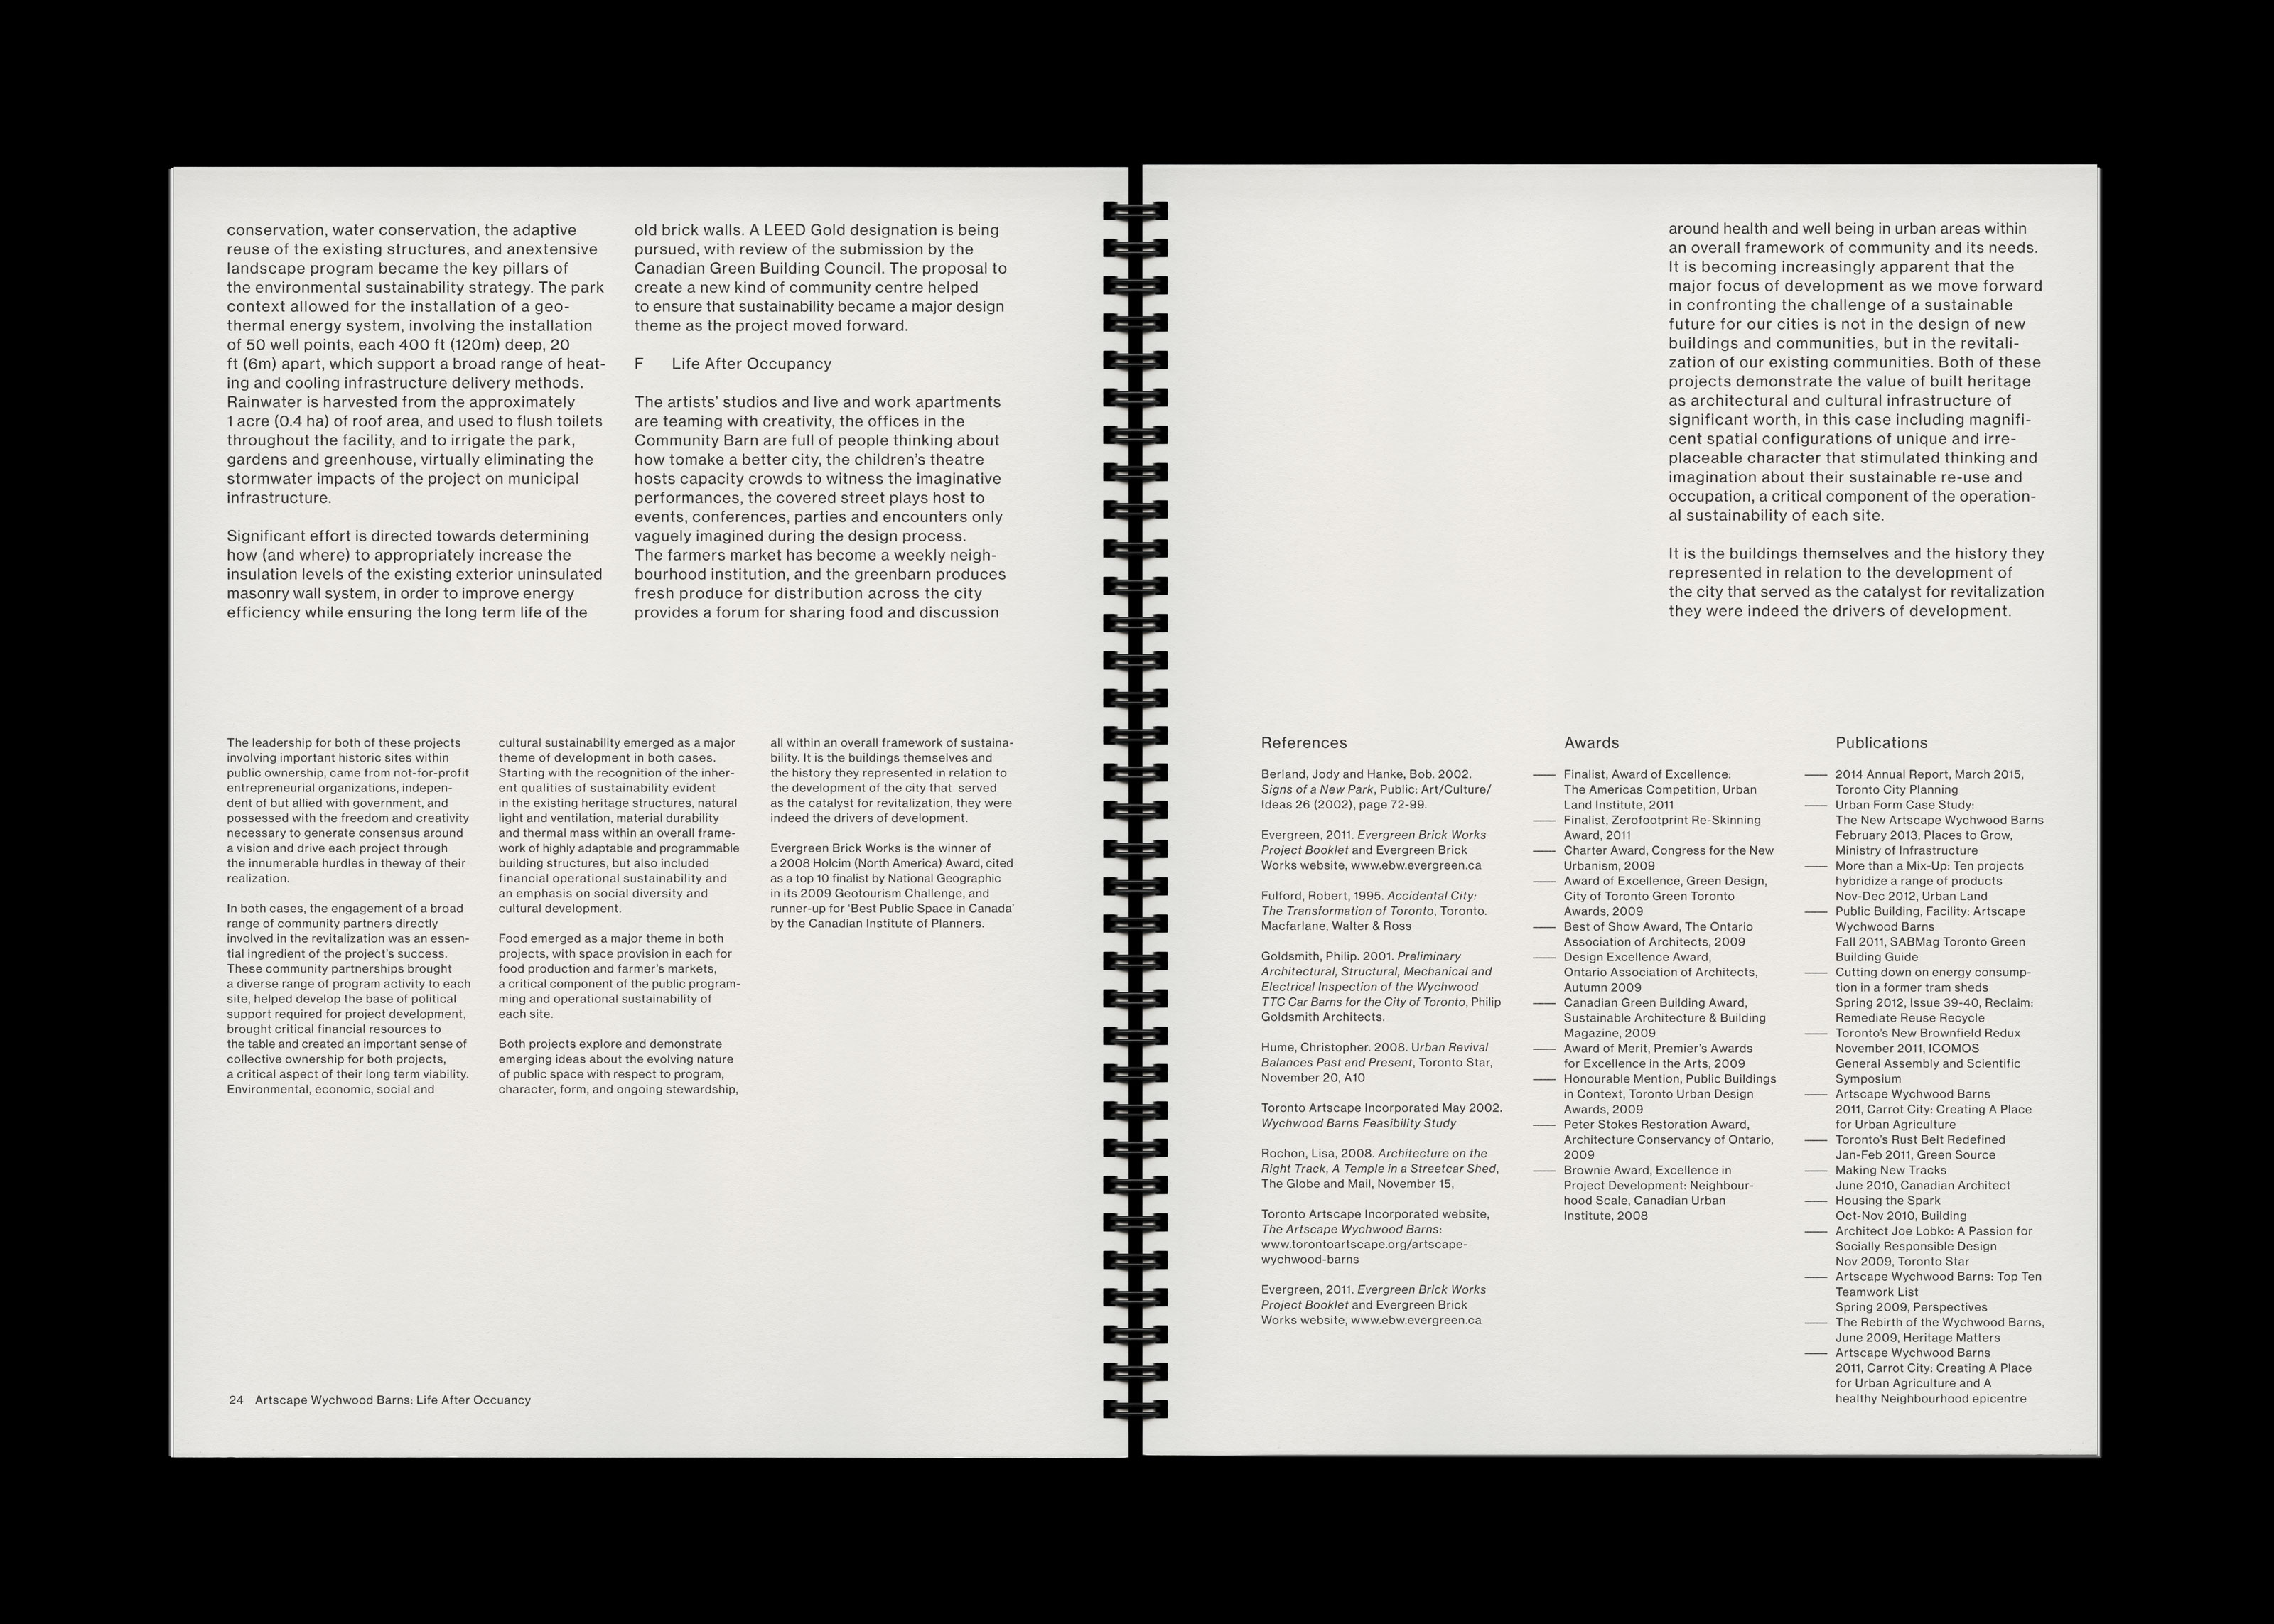 conservation, water conservation, the adaptive
reuse of the existing structures, and anextensive
landscape program became the key pillars of
the environmental sustainability strategy. The park
context allowed for the installation of a geo-
thermal energy system, involving the installation
of 50 well points, each 400 ft (120m) deep, 20
ft (6m) apart, which support a broad range of heat-
ing and cooling infrastructure delivery methods.
Rainwater is harvested from the approximately
1 acre (0.4 ha) of roof area, and used to flush toilets
throughout the facility, and to irrigate the park,
gardens and greenhouse, virtually eliminating the
stormwater impacts of the project on municipal
infrastructure.
Significant effort is directed towards determining
how (and where) to appropriately increase the
insulation levels of the existing exterior uninsulated
masonry wall system, in order to improve energy
efficiency while ensuring the long term life of the
old brick walls. A LEED Gold designation is being
pursued, with review of the submission by the
Canadian Green Building Council. The proposal to
create a new kind of community centre helped
to ensure that sustainability became a major design
theme as the project moved forward.
F Life After Occupancy
The artists’ studios and live and work apartments
are teaming with creativity, the offices in the
Community Barn are full of people thinking about
how tomake a better city, the children’s theatre
hosts capacity crowds to witness the imaginative
performances, the covered street plays host to
events, conferences, parties and encounters only
vaguely imagined during the design process.
The farmers market has become a weekly neigh-
bourhood institution, and the greenbarn produces
fresh produce for distribution across the city
provides a forum for sharing food and discussion
The leadership for both of these projects
involving important historic sites within
public ownership, came from not-for-profit
entrepreneurial organizations, indepen-
dent of but allied with government, and
possessed with the freedom and creativity
necessary to generate consensus around
a vision and drive each project through
the innumerable hurdles in theway of their
realization.
In both cases, the engagement of a broad
range of community partners directly
involved in the revitalization was an essen-
tial ingredient of the project’s success.
These community partnerships brought
a diverse range of program activity to each
site, helped develop the base of political
support required for project development,
brought critical financial resources to
the table and created an important sense of
collective ownership for both projects,
a critical aspect of their long term viability.
Environmental, economic, social and
cultural sustainability emerged as a major
theme of development in both cases.
Starting with the recognition of the inher-
ent qualities of sustainability evident
in the existing heritage structures, natural
light and ventilation, material durability
and thermal mass within an overall frame-
work of highly adaptable and programmable
building structures, but also included
financial operational sustainability and
an emphasis on social diversity and
cultural development.
Food emerged as a major theme in both
projects, with space provision in each for
food production and farmer’s markets,
a critical component of the public program-
ming and operational sustainability of
each site.
Both projects explore and demonstrate
emerging ideas about the evolving nature
of public space with respect to program,
character, form, and ongoing stewardship,
all within an overall framework of sustaina-
bility. It is the buildings themselves and
the history they represented in relation to
the development of the city that served
as the catalyst for revitalization, they were
indeed the drivers of development.
Evergreen Brick Works is the winner of
a 2008 Holcim (North America) Award, cited
as a top 10 finalist by National Geographic
in its 2009 Geotourism Challenge, and
runner-up for ‘Best Public Space in Canada’
by the Canadian Institute of Planners.
24 Artscape Wychwood Barns: Life After Occuancy
around health and well being in urban areas within
an overall framework of community and its needs.
It is becoming increasingly apparent that the
major focus of development as we move forward
in confronting the challenge of a sustainable
future for our cities is not in the design of new
buildings and communities, but in the revitali-
zation of our existing communities. Both of these
projects demonstrate the value of built heritage
as architectural and cultural infrastructure of
significant worth, in this case including magnifi-
cent spatial configurations of unique and irre-
placeable character that stimulated thinking and
imagination about their sustainable re-use and
occupation, a critical component of the operation-
al sustainability of each site.
It is the buildings themselves and the history they
represented in relation to the development of
the city that served as the catalyst for revitalization
they were indeed the drivers of development.
References
Berland, Jody and Hanke, Bob. 2002.
Signs of a New Park, Public: Art/Culture/
Ideas 26 (2002), page 72-99.
Evergreen, 2011. Evergreen Brick Works
Project Booklet and Evergreen Brick
Works website, www.ebw.evergreen.ca
Fulford, Robert, 1995. Accidental City:
The Transformation of Toronto, Toronto.
Macfarlane, Walter & Ross
Goldsmith, Philip. 2001. Preliminary
Architectural, Structural, Mechanical and
Electrical Inspection of the Wychwood
TTC Car Barns for the City of Toronto, Philip
Goldsmith Architects.
Hume, Christopher. 2008. Urban Revival
Balances Past and Present, Toronto Star,
November 20, A10
Toronto Artscape Incorporated May 2002.
Wychwood Barns Feasibility Study
Rochon, Lisa, 2008. Architecture on the
Right Track, A Temple in a Streetcar Shed,
The Globe and Mail, November 15,
Toronto Artscape Incorporated website,
The Artscape Wychwood Barns:
www.torontoartscape.org/artscape-
wychwood-barns
Evergreen, 2011. Evergreen Brick Works
Project Booklet and Evergreen Brick
Works website, www.ebw.evergreen.ca
Awards
— Finalist, Award of Excellence:
The Americas Competition, Urban
Land Institute, 2011
— Finalist, Zerofootprint Re-Skinning
Award, 2011
— Charter Award, Congress for the New
Urbanism, 2009
— Award of Excellence, Green Design,
City of Toronto Green Toronto
Awards, 2009
— Best of Show Award, The Ontario
Association of Architects, 2009
— Design Excellence Award,
Ontario Association of Architects,
Autumn 2009
— Canadian Green Building Award,
Sustainable Architecture & Building
Magazine, 2009
— Award of Merit, Premier’s Awards
for Excellence in the Arts, 2009
— Honourable Mention, Public Buildings
in Context, Toronto Urban Design
Awards, 2009
— Peter Stokes Restoration Award,
Architecture Conservancy of Ontario,
2009
— Brownie Award, Excellence in
Project Development: Neighbour-
hood Scale, Canadian Urban
Institute, 2008
Publications
— 2014 Annual Report, March 2015,
Toronto City Planning
— Urban Form Case Study:
The New Artscape Wychwood Barns
February 2013, Places to Grow,
Ministry of Infrastructure
— More than a Mix-Up: Ten projects
hybridize a range of products
Nov-Dec 2012, Urban Land
— Public Building, Facility: Artscape
Wychwood Barns
Fall 2011, SABMag Toronto Green
Building Guide
— Cutting down on energy consump-
tion in a former tram sheds
Spring 2012, Issue 39-40, Reclaim:
Remediate Reuse Recycle
— Toronto’s New Brownfield Redux
November 2011, ICOMOS
General Assembly and Scientific
Symposium
— Artscape Wychwood Barns
2011, Carrot City: Creating A Place
for Urban Agriculture
— Toronto’s Rust Belt Redefined
Jan-Feb 2011, Green Source
— Making New Tracks
June 2010, Canadian Architect
— Housing the Spark
Oct-Nov 2010, Building
— Architect Joe Lobko: A Passion for
Socially Responsible Design
Nov 2009, Toronto Star
— Artscape Wychwood Barns: Top Ten
Teamwork List
Spring 2009, Perspectives
— The Rebirth of the Wychwood Barns,
June 2009, Heritage Matters
— Artscape Wychwood Barns
2011, Carrot City: Creating A Place
for Urban Agriculture and A
healthy Neighbourhood epicentre